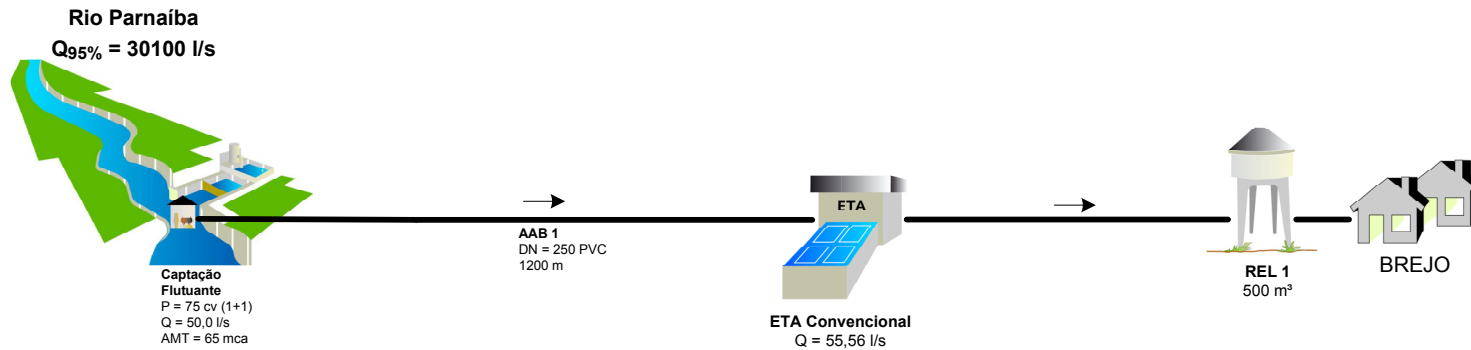 Rio Parnaíba
Q95% = 30100 l/s
Captação
Flutuante
P = 75 cv (1+1)
Q = 50,0 l/s
AMT = 65 mca
AAB 1
DN = 250 PVC
1200 m
ETA
ETA Convencional
Q = 55,56 l/s
REL 1
500 m³
BREJO